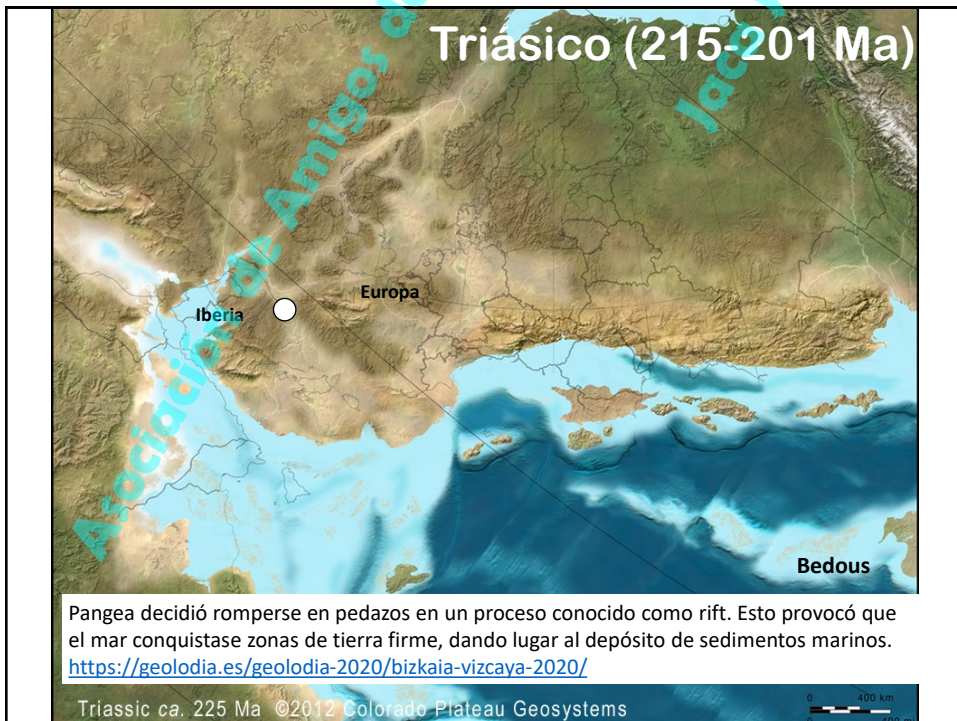 Triásico (215-201 Ma)
Asociación de Amigos de
Jaca y
Europa
Iberia
Bedous
Pangea decidió romperse en pedazos en un proceso conocido como rift. Esto provocó que
el mar conquistase zonas de tierra firme, dando lugar al depósito de sedimentos marinos.
https://geolodia.es/geolodia-2020/bizkaia-vizcaya-2020/
Triassic ca. 225 Ma ©2012 Colorado Plateau Geosystems
0 400 km